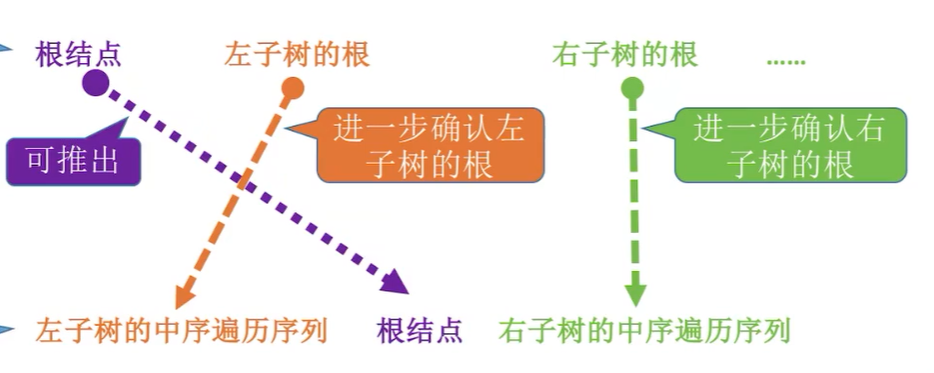 根结点 左子树的根 右子树的根 ......
进一步确认左
子树的根
进一步确认右
子树的根
可推出
左子树的中序遍历序列 根结点 右子树的中序遍历序列